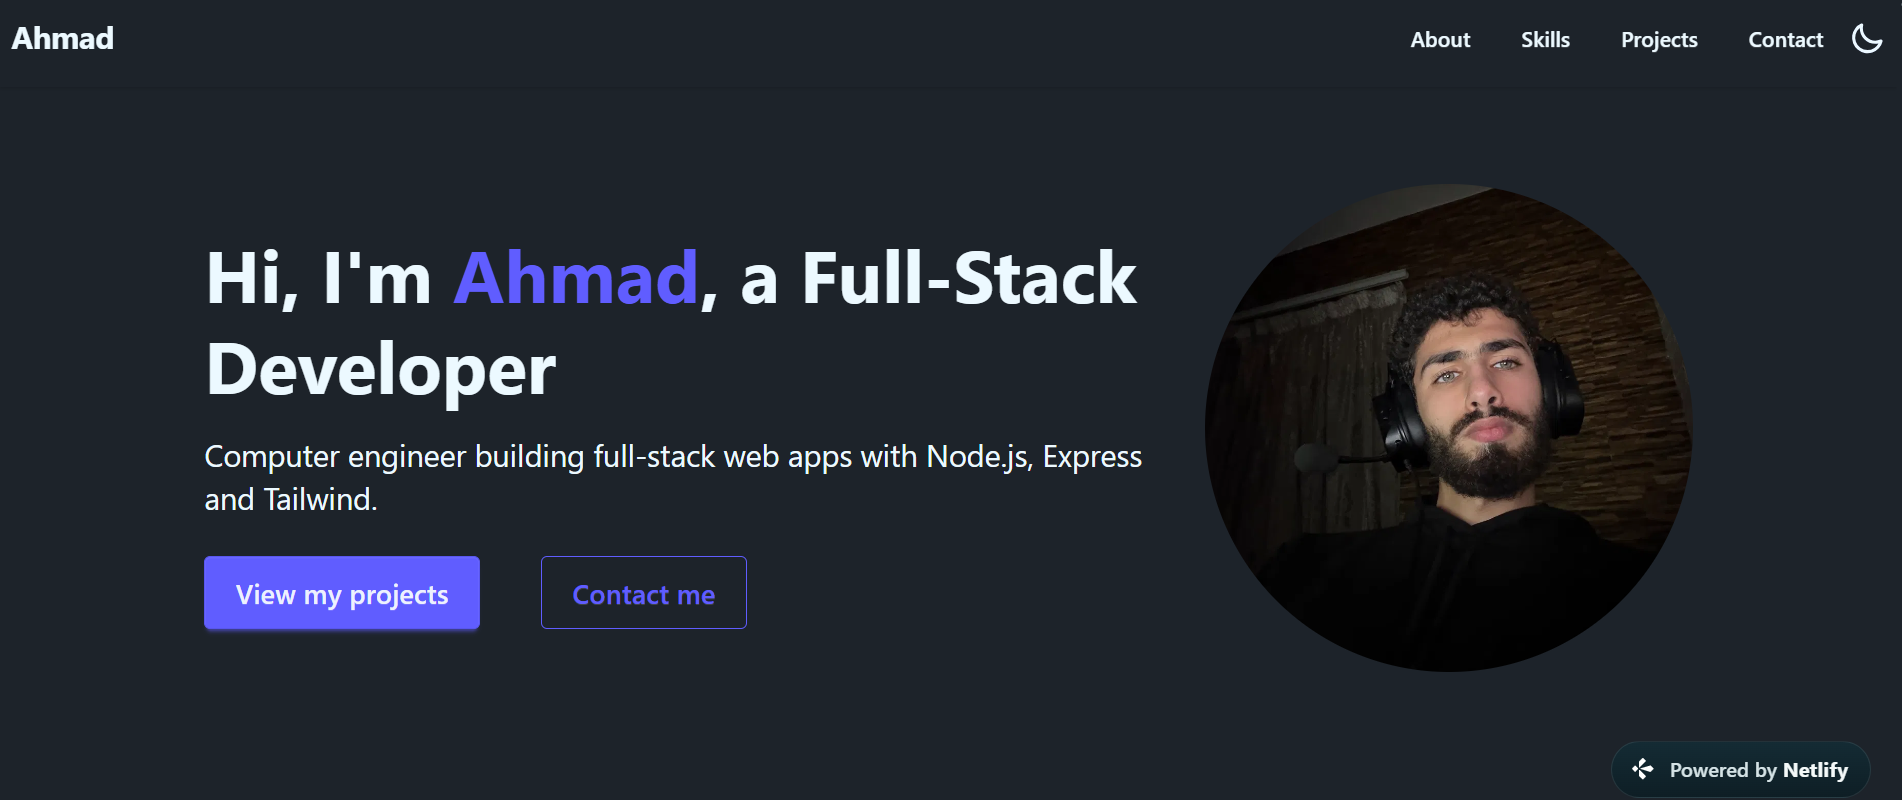 Ahmad
About Skills Projects Contact
Hi, I'm Ahmad, a Full-Stack
Developer
Computer engineer building full-stack web apps with Node.js, Express
and Tailwind.
View my projects Contact me
Powered by Netlify